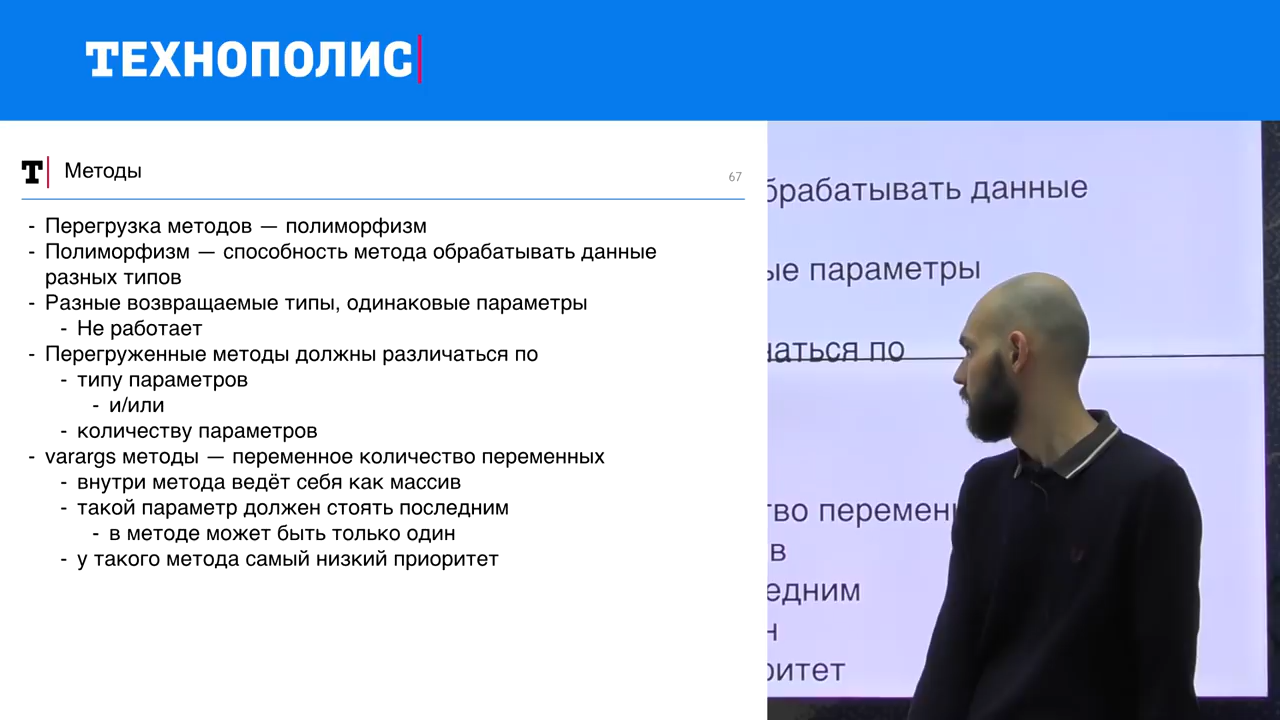 ТЕХНОПОЛИС
T Методы
67
- Перегрузка методов — полиморфизм
- Полиморфизм — способность метода обрабатывать данные
разных типов
- Разные возвращаемые типы, одинаковые параметры
- Не работает
- Перегруженные методы должны различаться по
- типу параметров
- и/или
- количеству параметров
- varargs методы — переменное количество переменных
- внутри метода ведёт себя как массив
- такой параметр должен стоять последним
- в методе может быть только один
- у такого метода самый низкий приоритет
брабатывать данные
ые параметры
чаться по
тво перемен
в
едним
н
ритет